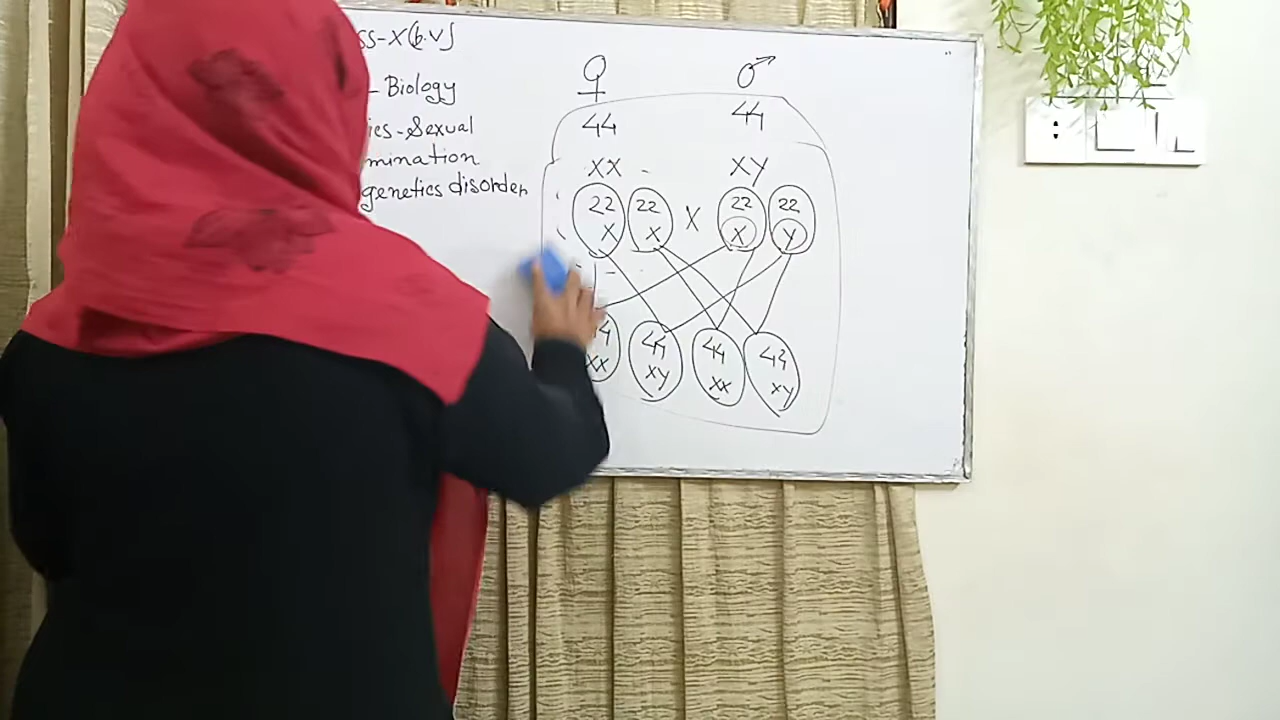 ss-X(b.v)
- Biology
ics - Sexual
mination
genetics disorder
♀ ♂
44 44
XX - XY
22 22 22 22
X X X X Y
44 44 44
XX XY XX XY